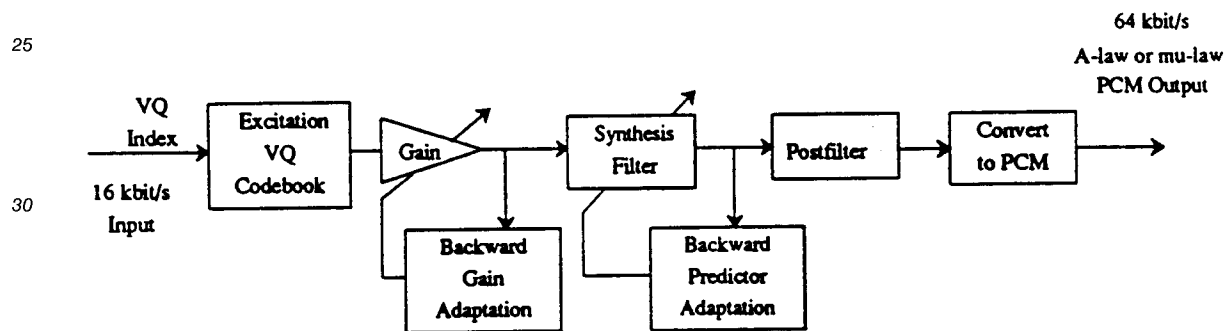 64 kbit/s
A-law or mu-law
PCM Output
25
VQ
Index
16 kbit/s
Input
30
Excitation
VQ
Codebook
Gain
Backward
Gain
Adaptation
Synthesis
Filter
Backward
Predictor
Adaptation
Postfilter
Convert
to PCM